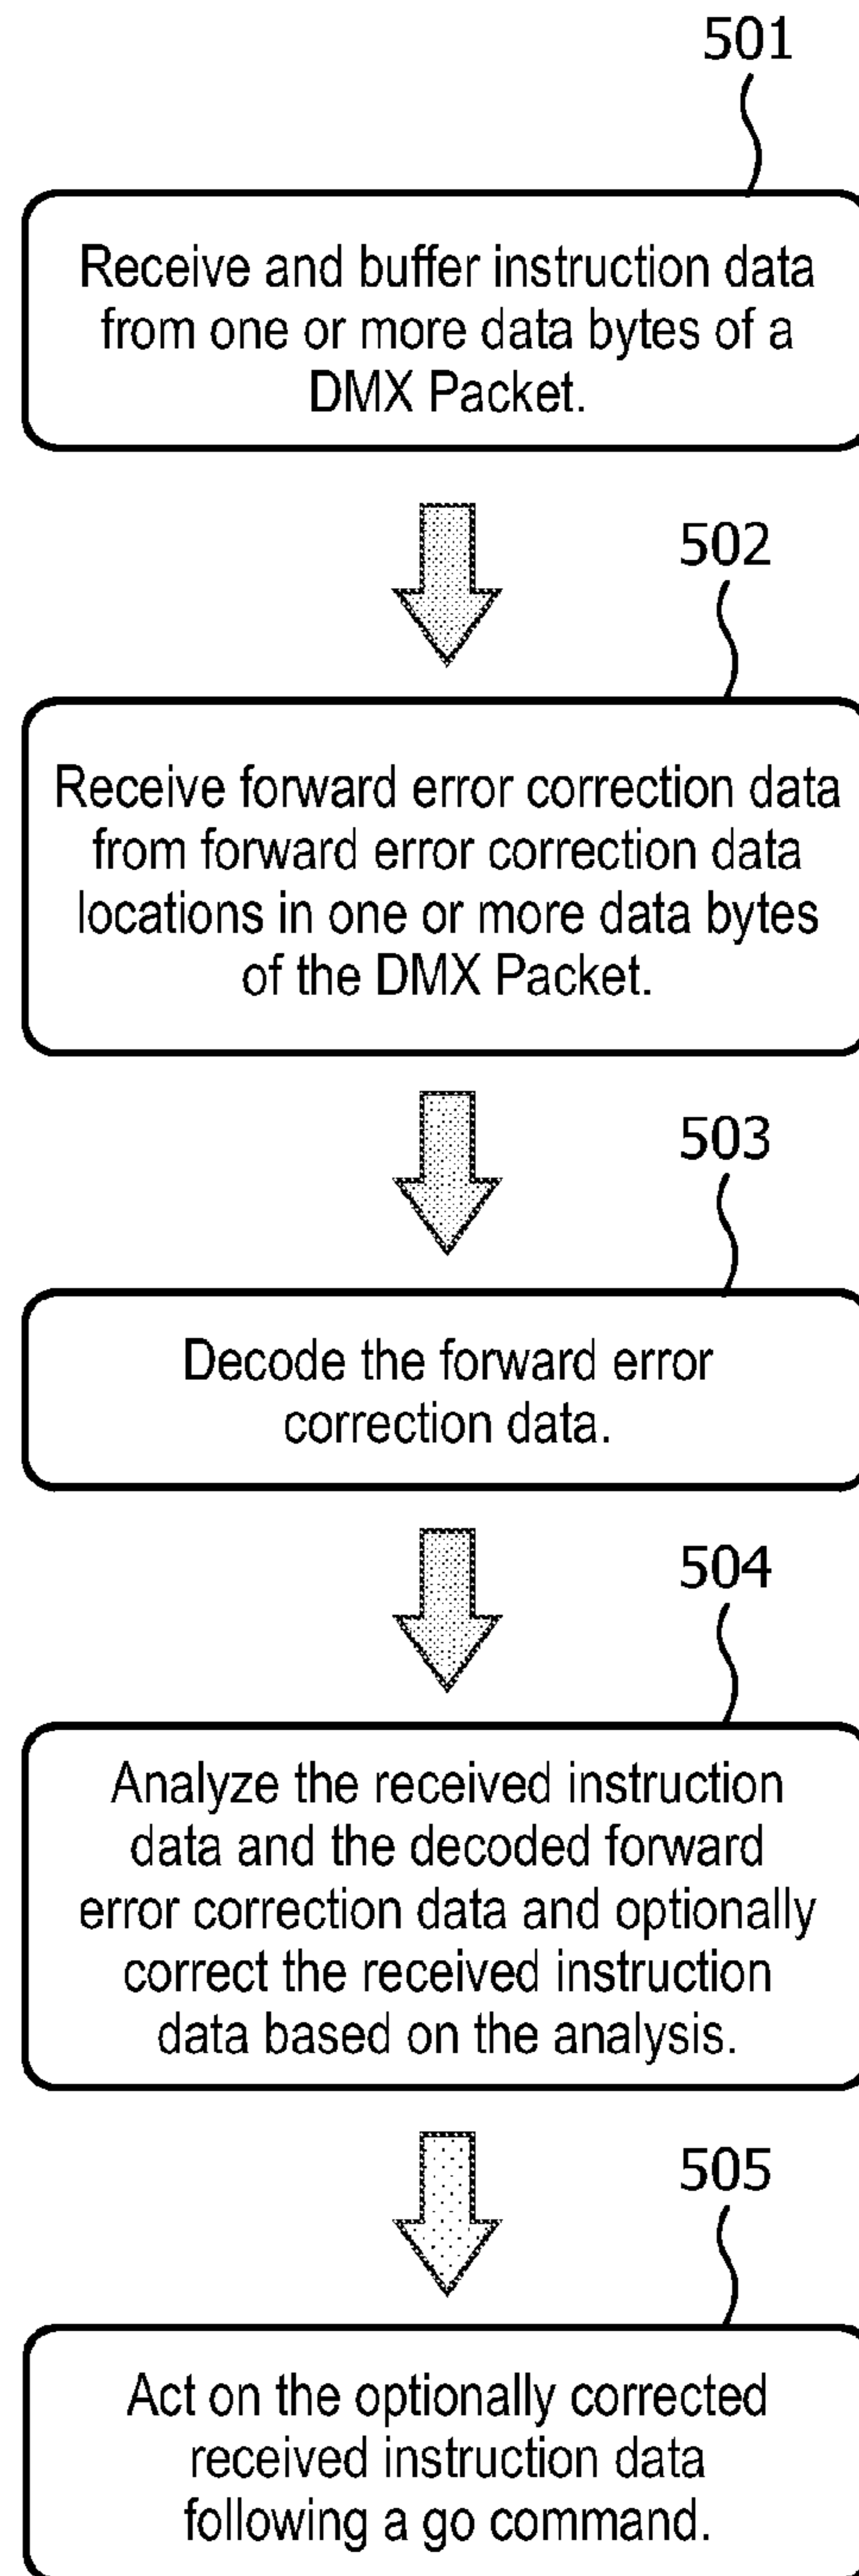 501
Receive and buffer instruction data
from one or more data bytes of a
DMX Packet.
502
Receive forward error correction data
from forward error correction data
locations in one or more data bytes
of the DMX Packet.
503
Decode the forward error
correction data.
504
Analyze the received instruction
data and the decoded forward
error correction data and optionally
correct the received instruction
data based on the analysis.
505
Act on the optionally corrected
received instruction data
following a go command.